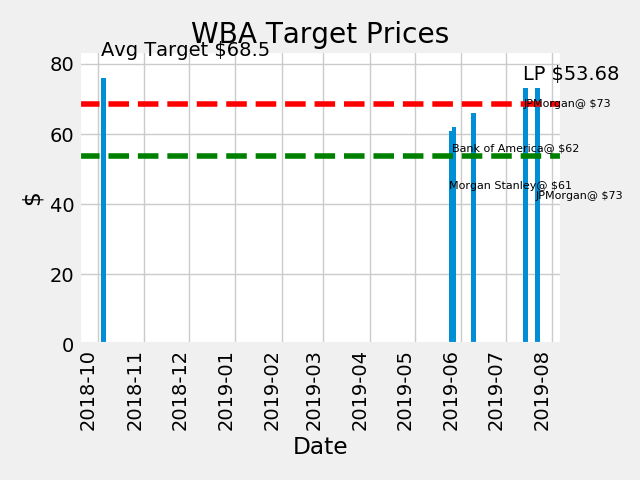 WBA Target Prices
Avg Target $68.5
LP $53.68
80
60
40
20
0
$
JPMorgan@ $73
Bank of America@ $62
Morgan Stanley@ $61
JPMorgan@ $73
2018-10
2018-11
2018-12
2019-01
2019-02
2019-03
2019-04
2019-05
2019-06
2019-07
2019-08
Date